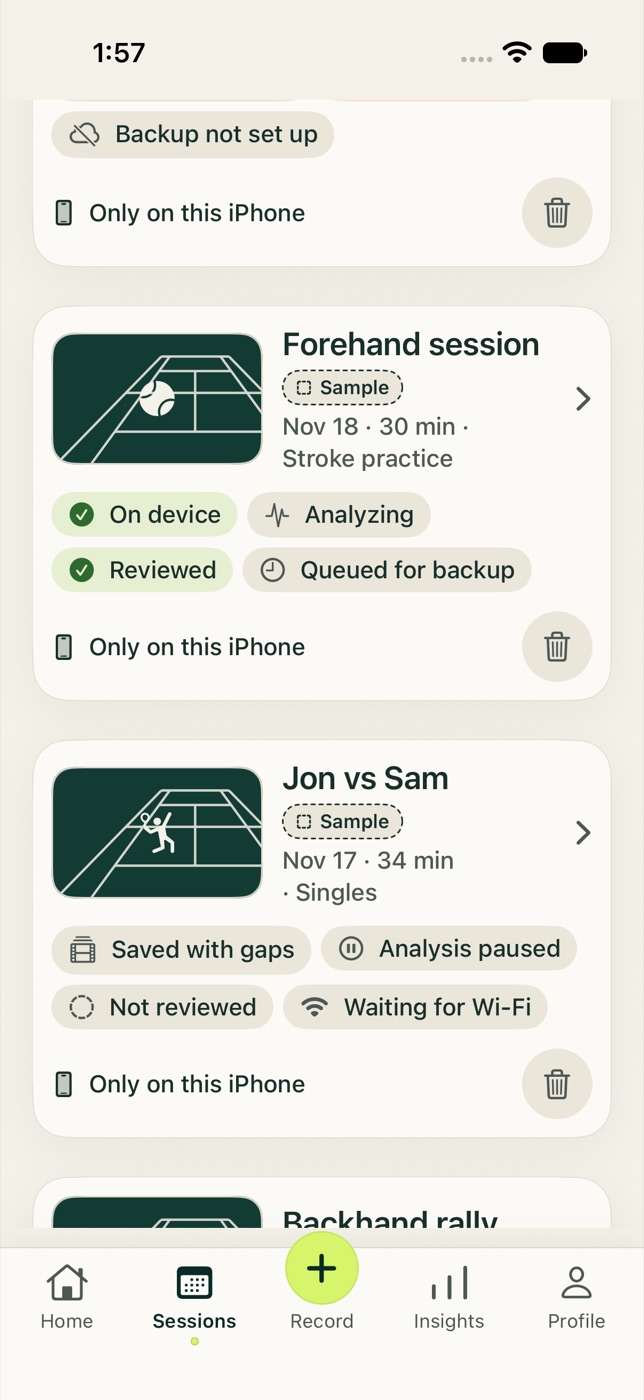 1:57
Backup not set up
Only on this iPhone
Forehand session
Sample
Nov 18 · 30 min ·
Stroke practice
On device
Analyzing
Reviewed
Queued for backup
Only on this iPhone
Jon vs Sam
Sample
Nov 17 · 34 min
· Singles
Saved with gaps
Analysis paused
Not reviewed
Waiting for Wi-Fi
Only on this iPhone
Backhand rally
Home
Sessions
Record
Insights
Profile